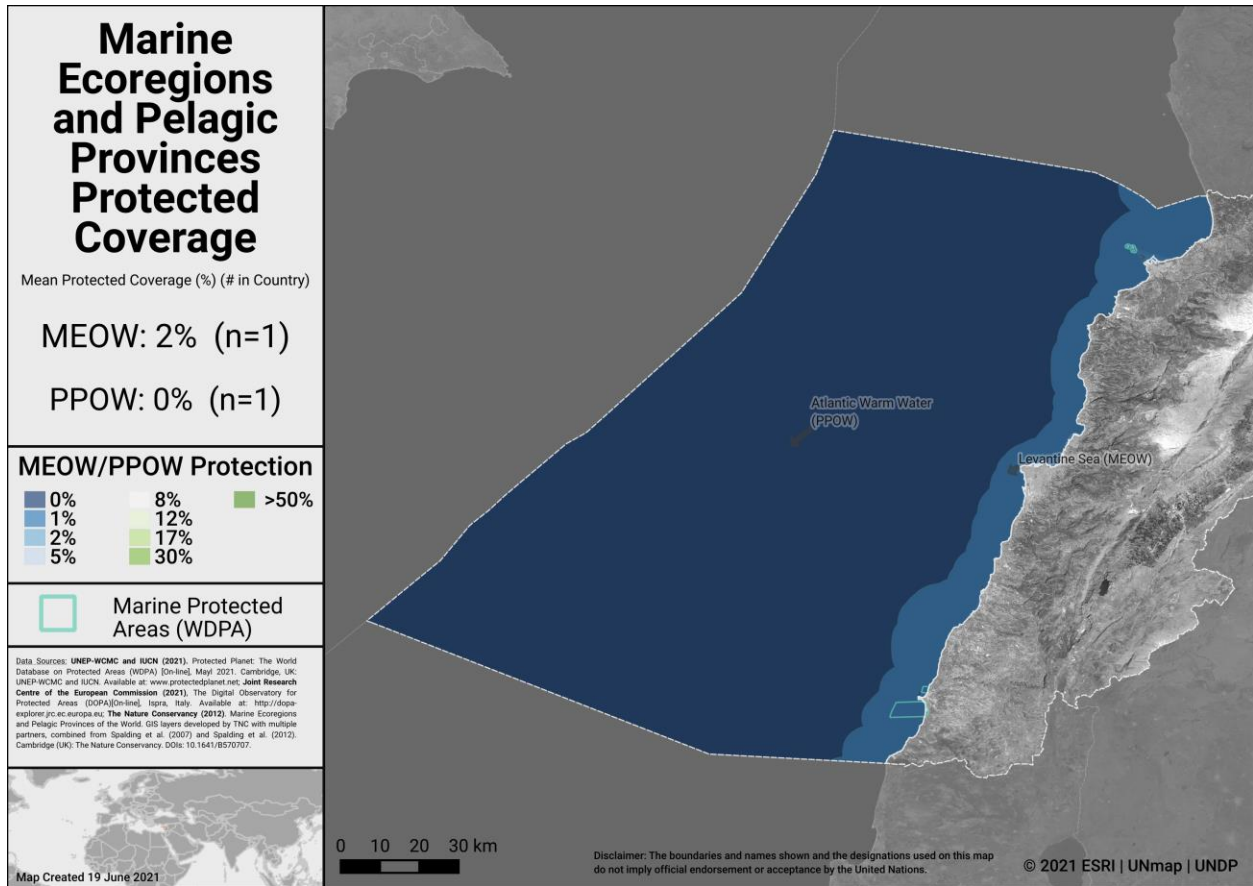 Marine
Ecoregions
and Pelagic
Provinces
Protected
Coverage
Mean Protected Coverage (%) (# in Country)
MEOW: 2% (n=1)
PPOW: 0% (n=1)
MEOW/PPOW Protection
0%
1%
2%
5%
8%
12%
17%
30%
>50%
Marine Protected
Areas (WDPA)
Data Sources: UNEP-WCMC and IUCN (2021). Protected Planet: The World
Database on Protected Areas (WDPA) [On-line], Mayl 2021. Cambridge, UK:
UNEP-WCMC and IUCN. Available at: www.protectedplanet.net; Joint Research
Centre of the European Commission (2021), The Digital Observatory for
Protected Areas (DOPA)[On-line], Ispra, Italy. Available at: http://dopa-
explorer.jrc.ec.europa.eu; The Nature Conservancy (2012). Marine Ecoregions
and Pelagic Provinces of the World. GIS layers developed by TNC with multiple
partners, combined from Spalding et al. (2007) and Spalding et al. (2012).
Cambridge (UK): The Nature Conservancy. DOIs: 10.1641/B570707.
Map Created 19 June 2021
Atlantic Warm Water
(PPOW)
Levantine Sea (MEOW)
0 10 20 30 km
Disclaimer: The boundaries and names shown and the designations used on this map
do not imply official endorsement or acceptance by the United Nations.
© 2021 ESRI | UNmap | UNDP